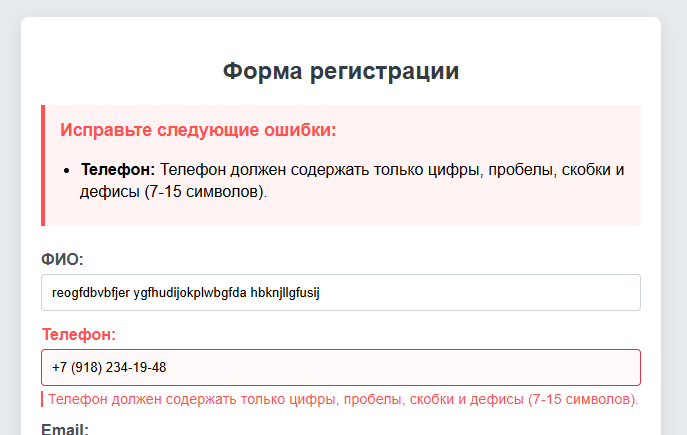 Форма регистрации
Исправьте следующие ошибки:
• Телефон: Телефон должен содержать только цифры, пробелы, скобки и
дефисы (7-15 символов).
ФИО:
reogfdbvbfjer ygfhudijokplwbgfda hbknjllgfusij
Телефон:
+7 (918) 234-19-48
Телефон должен содержать только цифры, пробелы, скобки и дефисы (7-15 символов).
Email: